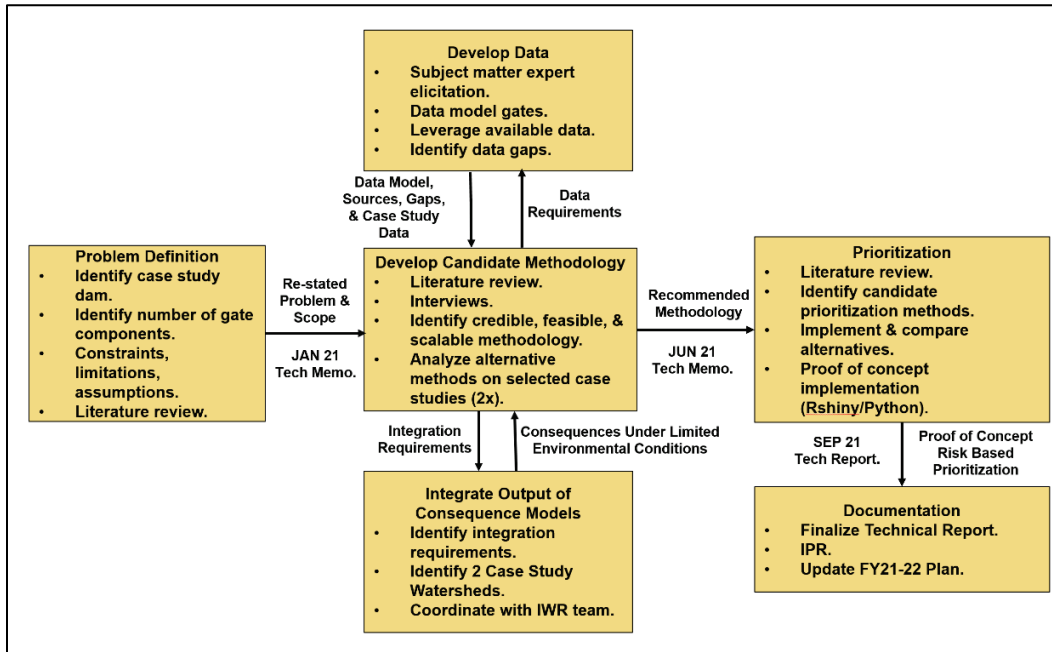 Develop Data
• Subject matter expert
elicitation.
• Data model gates.
• Leverage available data.
• Identify data gaps.
Data Model,
Sources, Gaps,
& Case Study
Data
Data
Requirements
Problem Definition
• Identify case study
dam.
• Identify number of gate
components.
• Constraints,
limitations,
assumptions.
• Literature review.
Re-stated
Problem &
Scope
JAN 21
Tech Memo.
Develop Candidate Methodology
• Literature review.
• Interviews.
• Identify credible, feasible, &
scalable methodology.
• Analyze alternative
methods on selected case
studies (2x).
Recommended
Methodology
JUN 21
Tech Memo.
Prioritization
• Literature review.
• Identify candidate
prioritization methods.
• Implement & compare
alternatives.
• Proof of concept
implementation
(Rshiny/Python).
Integration
Requirements
Consequences Under Limited
Environmental Conditions
SEP 21
Tech Report.
Proof of Concept
Risk Based
Prioritization
Integrate Output of
Consequence Models
• Identify integration
requirements.
• Identify 2 Case Study
Watersheds.
• Coordinate with IWR team.
Documentation
• Finalize Technical Report.
• IPR.
• Update FY21-22 Plan.